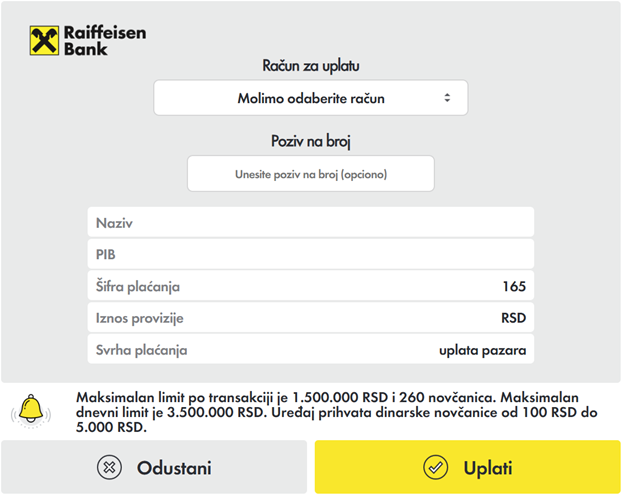 Raiffeisen
Bank
Račun za uplatu
Molimo odaberite račun
Poziv na broj
Unesite poziv na broj (opciono)
Naziv
PIB
Šifra plaćanja 165
Iznos provizije RSD
Svrha plaćanja uplata pazara
Maksimalan limit po transakciji je 1.500.000 RSD i 260 novčanica. Maksimalan
dnevni limit je 3.500.000 RSD. Uređaj prihvata dinarske novčanice od 100 RSD do
5.000 RSD.
Odustani Uplati